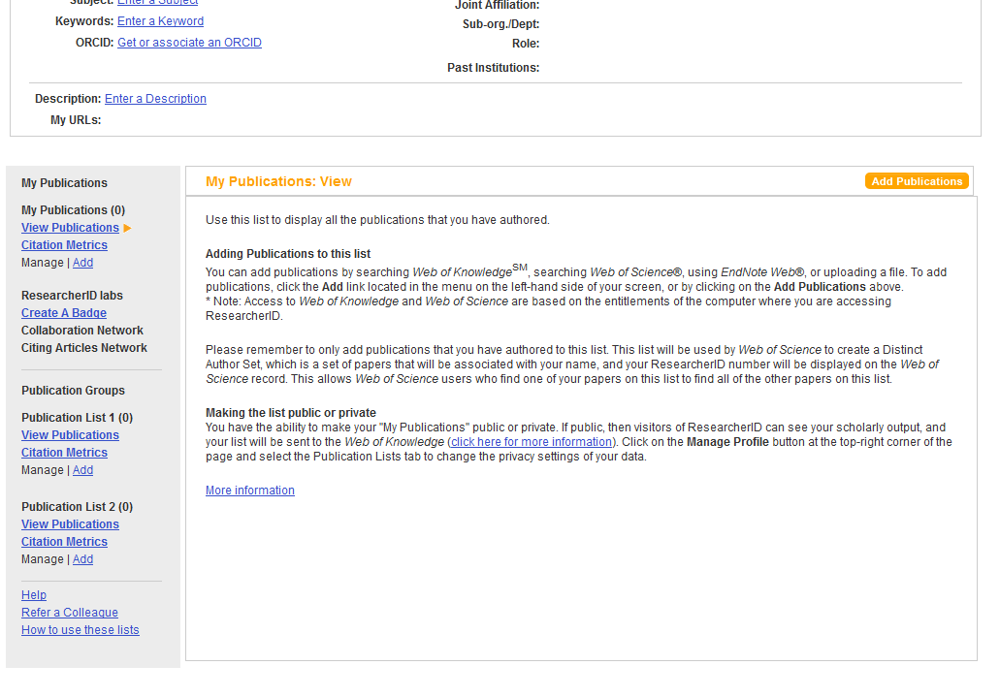 Subject: Enter a Subject
Keywords: Enter a Keyword
ORCID: Get or associate an ORCID
Joint Affiliation:
Sub-org./Dept:
Role:
Past Institutions:
Description: Enter a Description
My URLs:
My Publications
My Publications (0)
View Publications
Citation Metrics
Manage | Add
ResearcherID labs
Create A Badge
Collaboration Network
Citing Articles Network
Publication Groups
Publication List 1 (0)
View Publications
Citation Metrics
Manage | Add
Publication List 2 (0)
View Publications
Citation Metrics
Manage | Add
Help
Refer a Colleague
How to use these lists
My Publications: View
Add Publications
Use this list to display all the publications that you have authored.
Adding Publications to this list
You can add publications by searching Web of KnowledgeSM, searching Web of Science®, using EndNote Web®, or uploading a file. To add
publications, click the Add link located in the menu on the left-hand side of your screen, or by clicking on the Add Publications above.
* Note: Access to Web of Knowledge and Web of Science are based on the entitlements of the computer where you are accessing
ResearcherID.
Please remember to only add publications that you have authored to this list. This list will be used by Web of Science to create a Distinct
Author Set, which is a set of papers that will be associated with your name, and your ResearcherID number will be displayed on the Web of
Science record. This allows Web of Science users who find one of your papers on this list to find all of the other papers on this list.
Making the list public or private
You have the ability to make your "My Publications" public or private. If public, then visitors of ResearcherID can see your scholarly output, and
your list will be sent to the Web of Knowledge (click here for more information). Click on the Manage Profile button at the top-right corner of the
page and select the Publication Lists tab to change the privacy settings of your data.
More information